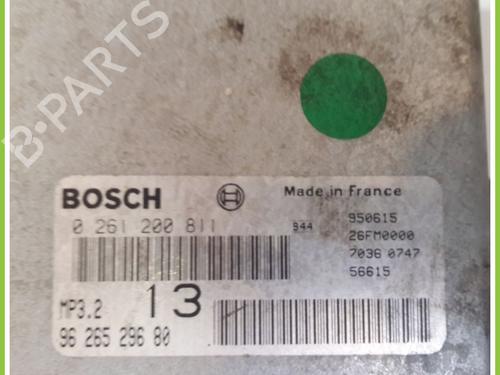 B-PARTS
BOSCH
Made in France
0 261 200 811
944
950615
26FM0000
7036 0747
56615
MP3.2
13
96 265 296 80